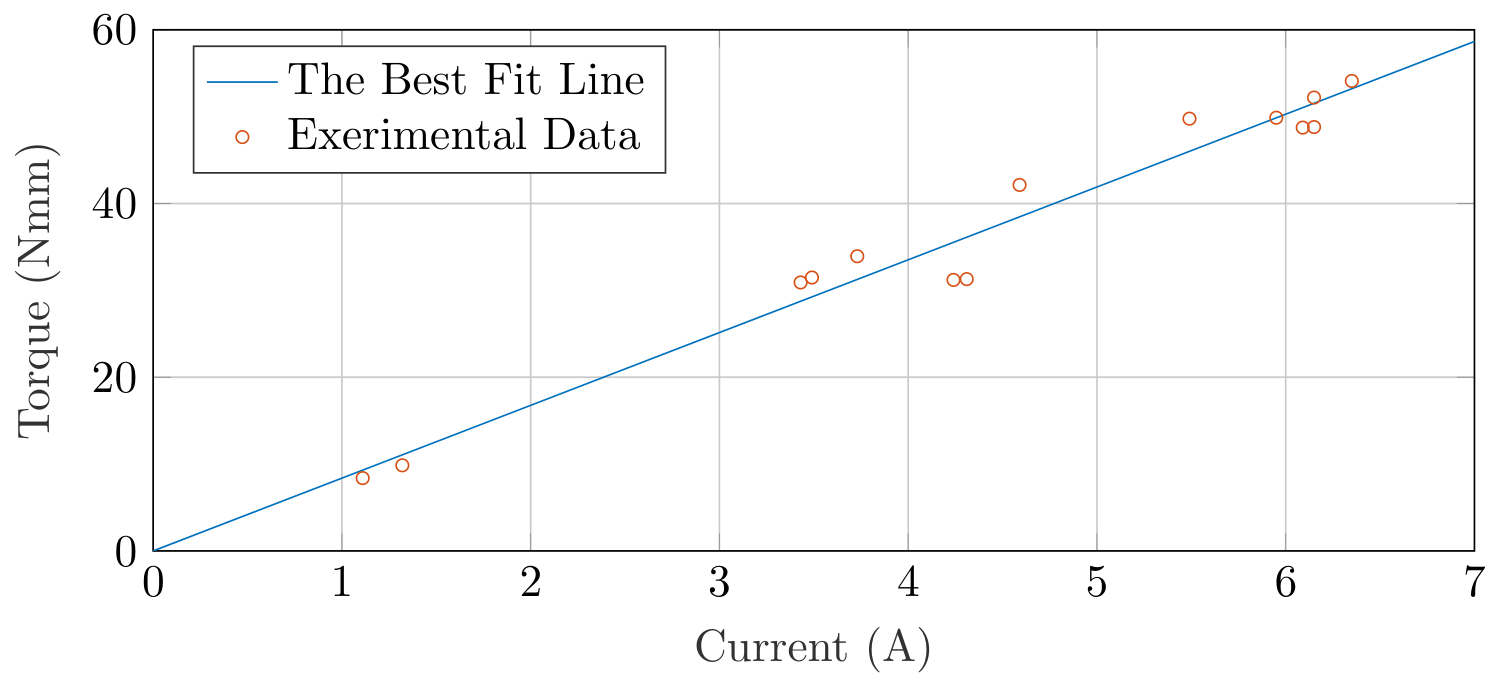 60
The Best Fit Line
Exerimental Data
40
20
0
0 1 2 3 4 5 6 7
Torque (Nmm)
Current (A)